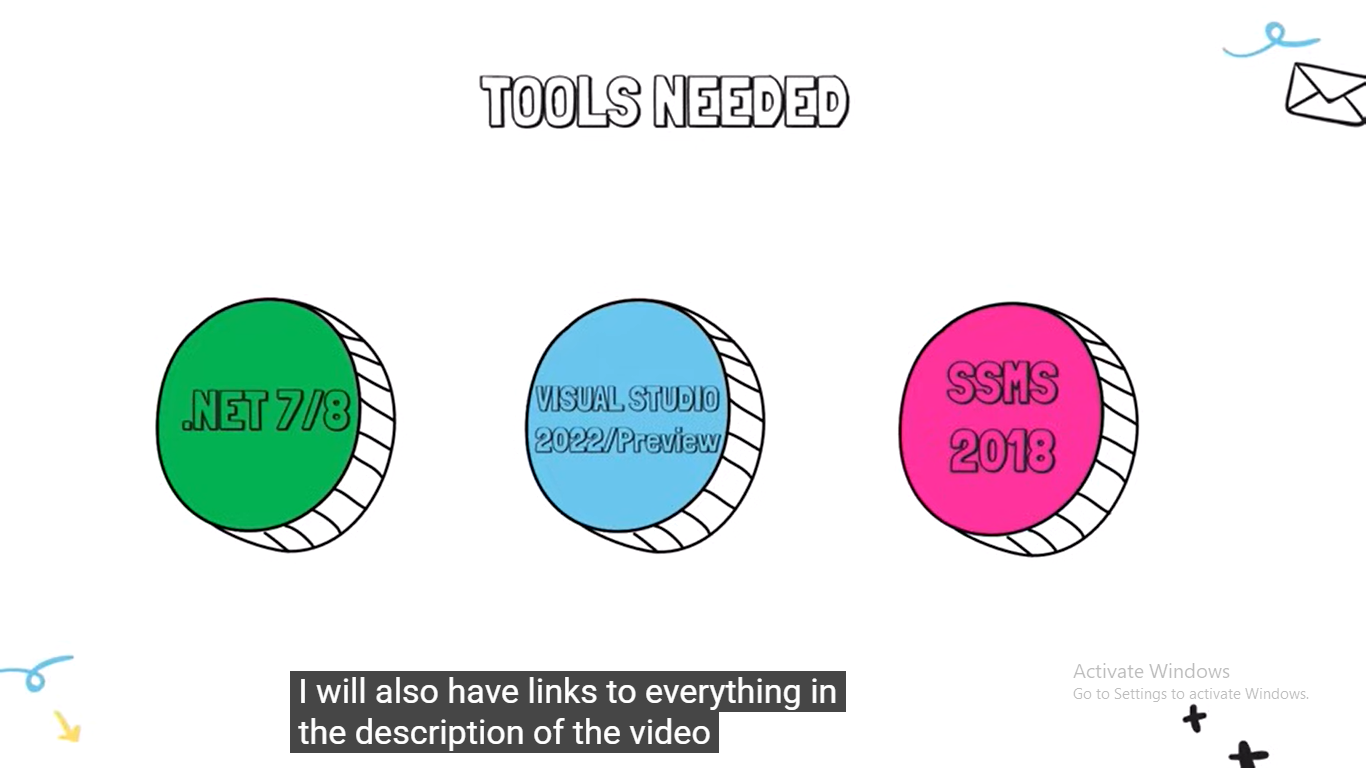 TOOLS NEEDED
.NET 7/8
VISUAL STUDIO
2022/Preview
SSMS
2018
Activate Windows
Go to Settings to activate Windows.
I will also have links to everything in
the description of the video